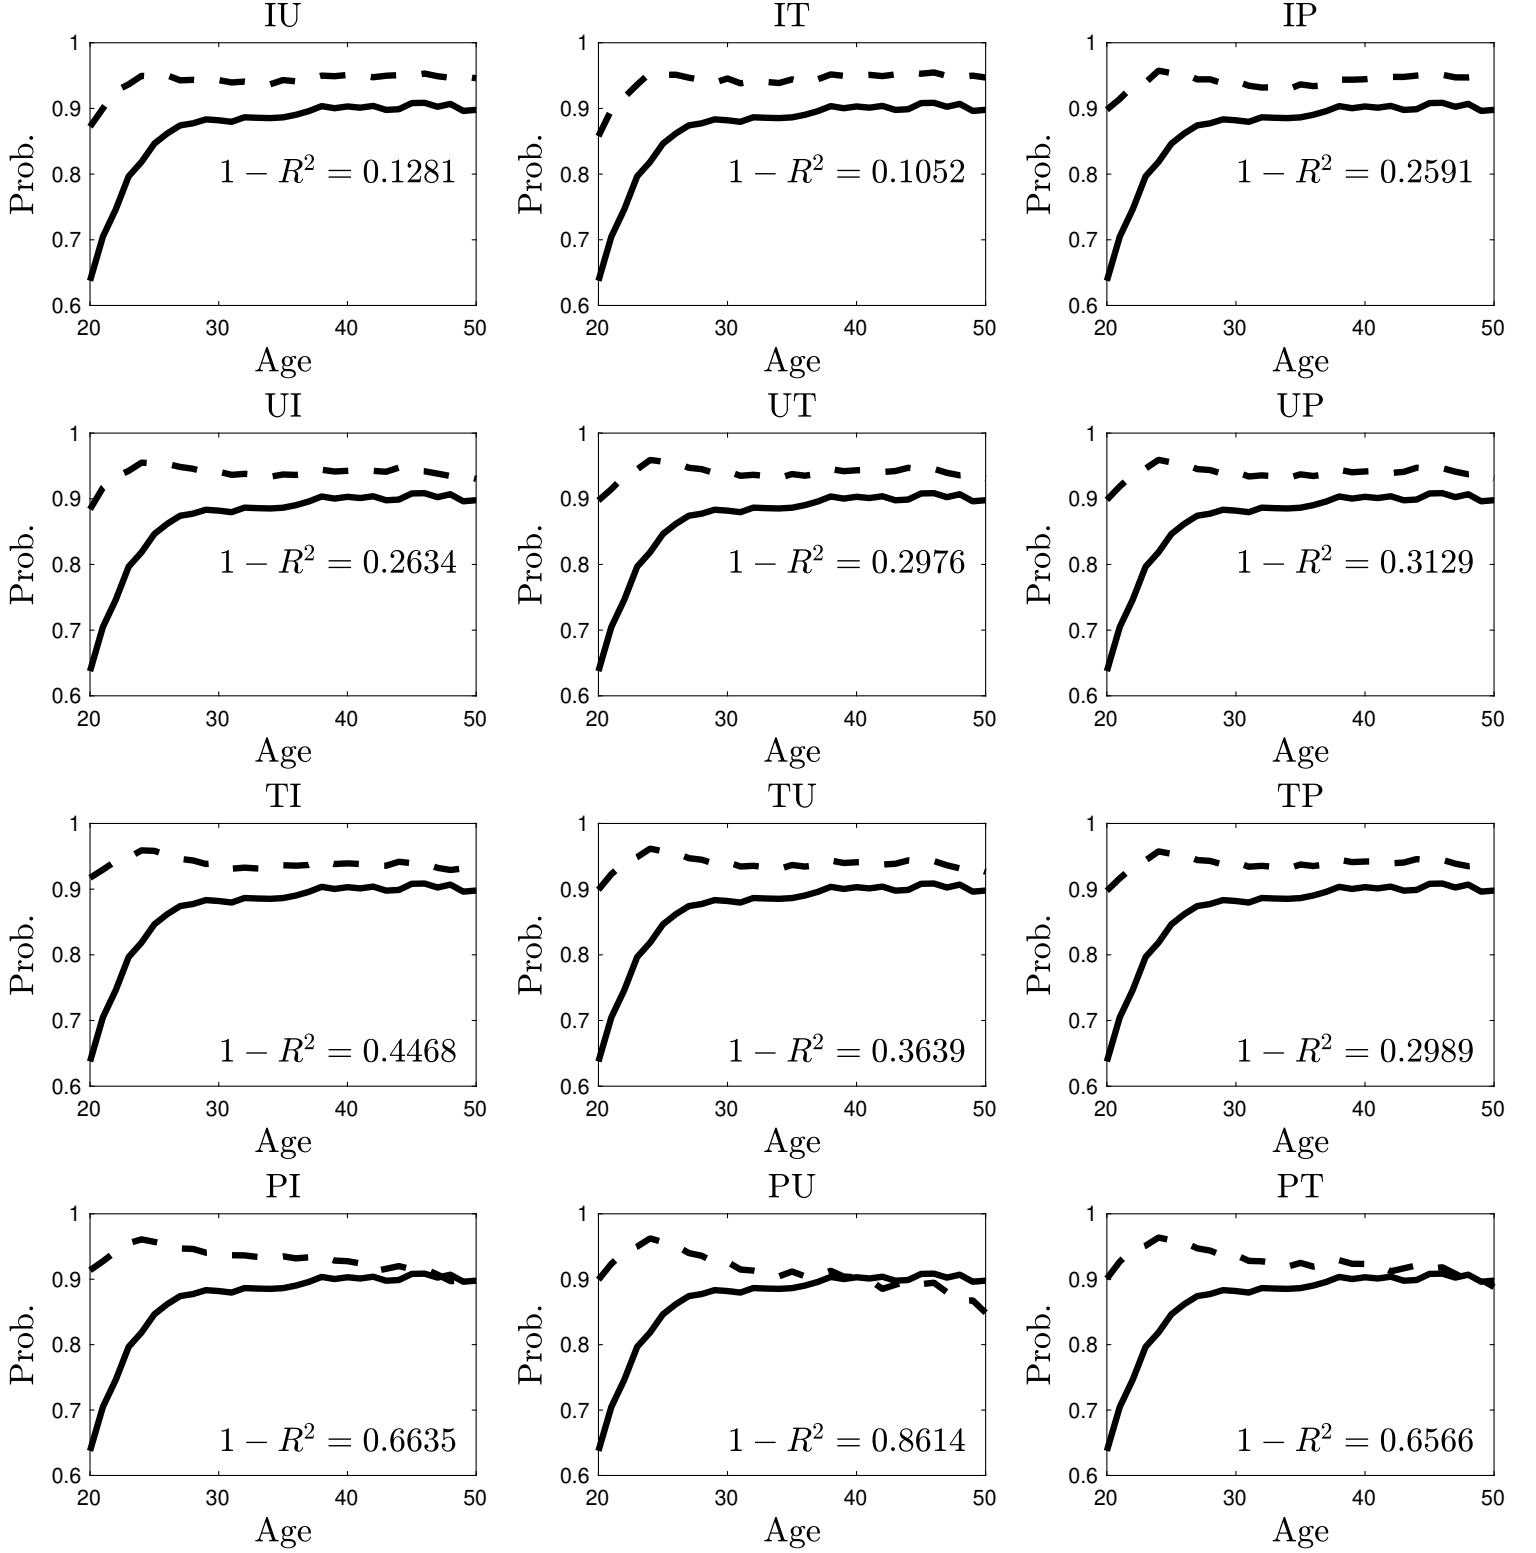 IU IT IP
1 1 1
0.9 0.9 0.9
Prob. 0.8 1 − R² = 0.1281 Prob. 0.8 1 − R² = 0.1052 Prob. 0.8 1 − R² = 0.2591
0.7 0.7 0.7
0.6 0.6 0.6
20 30 40 50 20 30 40 50 20 30 40 50
Age Age Age
UI UT UP
1 1 1
0.9 0.9 0.9
Prob. 0.8 1 − R² = 0.2634 Prob. 0.8 1 − R² = 0.2976 Prob. 0.8 1 − R² = 0.3129
0.7 0.7 0.7
0.6 0.6 0.6
20 30 40 50 20 30 40 50 20 30 40 50
Age Age Age
TI TU TP
1 1 1
0.9 0.9 0.9
Prob. 0.8 Prob. 0.8 Prob. 0.8
0.7 0.7 0.7
1 − R² = 0.4468 1 − R² = 0.3639 1 − R² = 0.2989
0.6 0.6 0.6
20 30 40 50 20 30 40 50 20 30 40 50
Age Age Age
PI PU PT
1 1 1
0.9 0.9 0.9
Prob. 0.8 Prob. 0.8 Prob. 0.8
0.7 0.7 0.7
1 − R² = 0.6635 1 − R² = 0.8614 1 − R² = 0.6566
0.6 0.6 0.6
20 30 40 50 20 30 40 50 20 30 40 50
Age Age Age